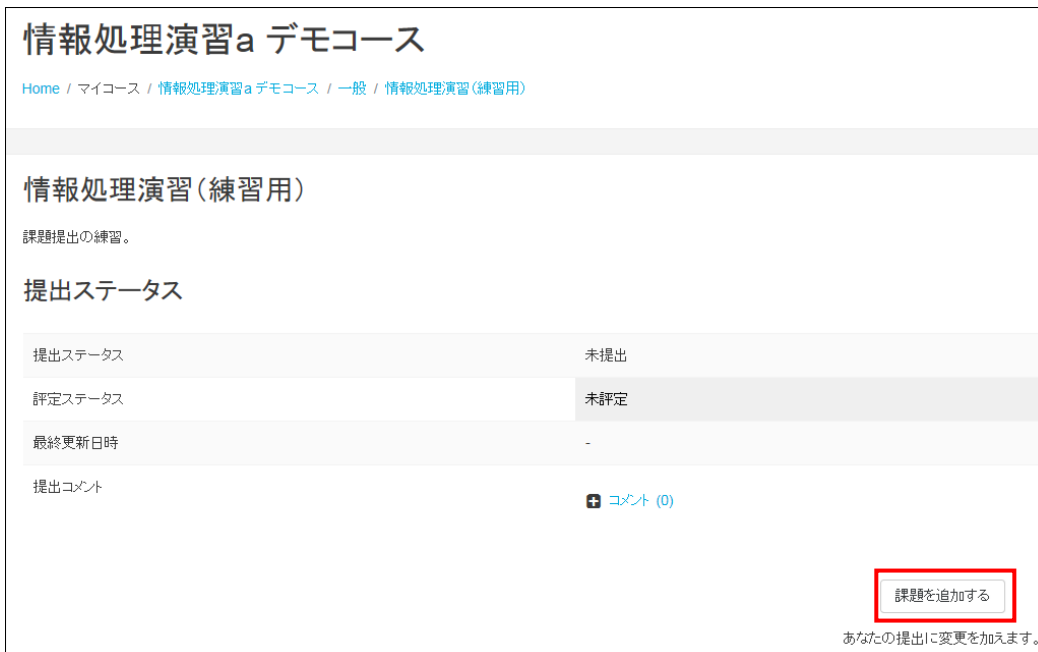 情報処理演習a デモコース
Home / マイコース / 情報処理演習a デモコース / 一般 / 情報処理演習(練習用)
情報処理演習(練習用)
課題提出の練習。
提出ステータス
提出ステータス 未提出
評定ステータス 未評定
最終更新日時 -
提出コメント
コメント (0)
課題を追加する
あなたの提出に変更を加えます。